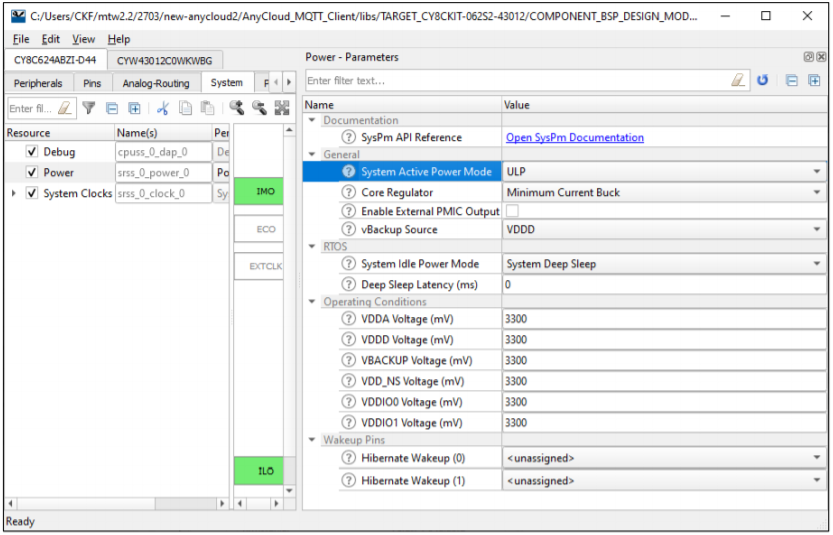 C:/Users/CKF/mtw2.2/2703/new-anycloud2/AnyCloud_MQTT_Client/libs/TARGET_CY8CKIT-062S2-43012/COMPONENT_BSP_DESIGN_MOD...
File Edit View Help
CY8C624ABZI-D44 CYW43012C0WKWBG
Peripherals Pins Analog-Routing System F
Enter fil...
Resource Name(s) Per
Debug cpuss_0_dap_0 De
Power srss_0_power_0 Po
System Clocks srss_0_clock_0 Sy
IMO
ECO
EXTCLK
ILO
Power - Parameters
Enter filter text...
Name Value
Documentation
? SysPm API Reference Open SysPm Documentation
General
? System Active Power Mode ULP
? Core Regulator Minimum Current Buck
? Enable External PMIC Output
? vBackup Source VDDD
RTOS
? System Idle Power Mode System Deep Sleep
? Deep Sleep Latency (ms) 0
Operating Conditions
? VDDA Voltage (mV) 3300
? VDDD Voltage (mV) 3300
? VBACKUP Voltage (mV) 3300
? VDD_NS Voltage (mV) 3300
? VDDIO0 Voltage (mV) 3300
? VDDIO1 Voltage (mV) 3300
Wakeup Pins
? Hibernate Wakeup (0) <unassigned>
? Hibernate Wakeup (1) <unassigned>
Ready